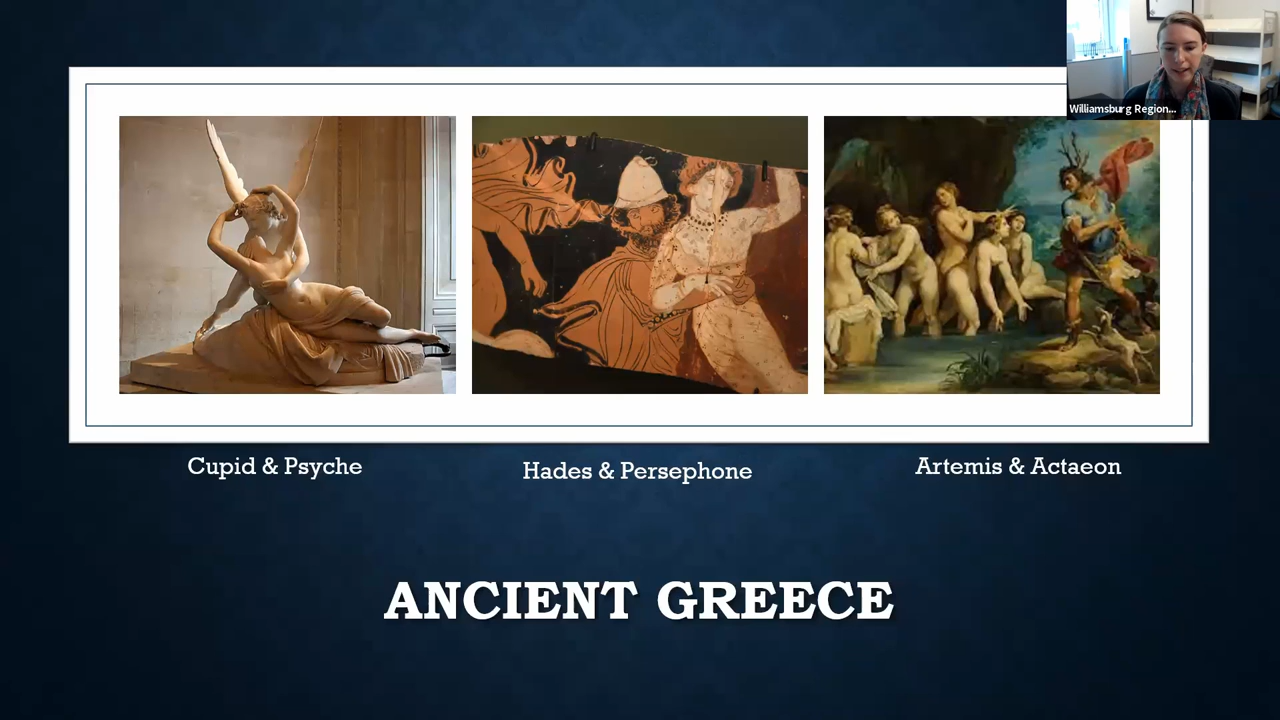 Williamsburg Region...
Cupid & Psyche
Hades & Persephone
Artemis & Actaeon
ANCIENT GREECE